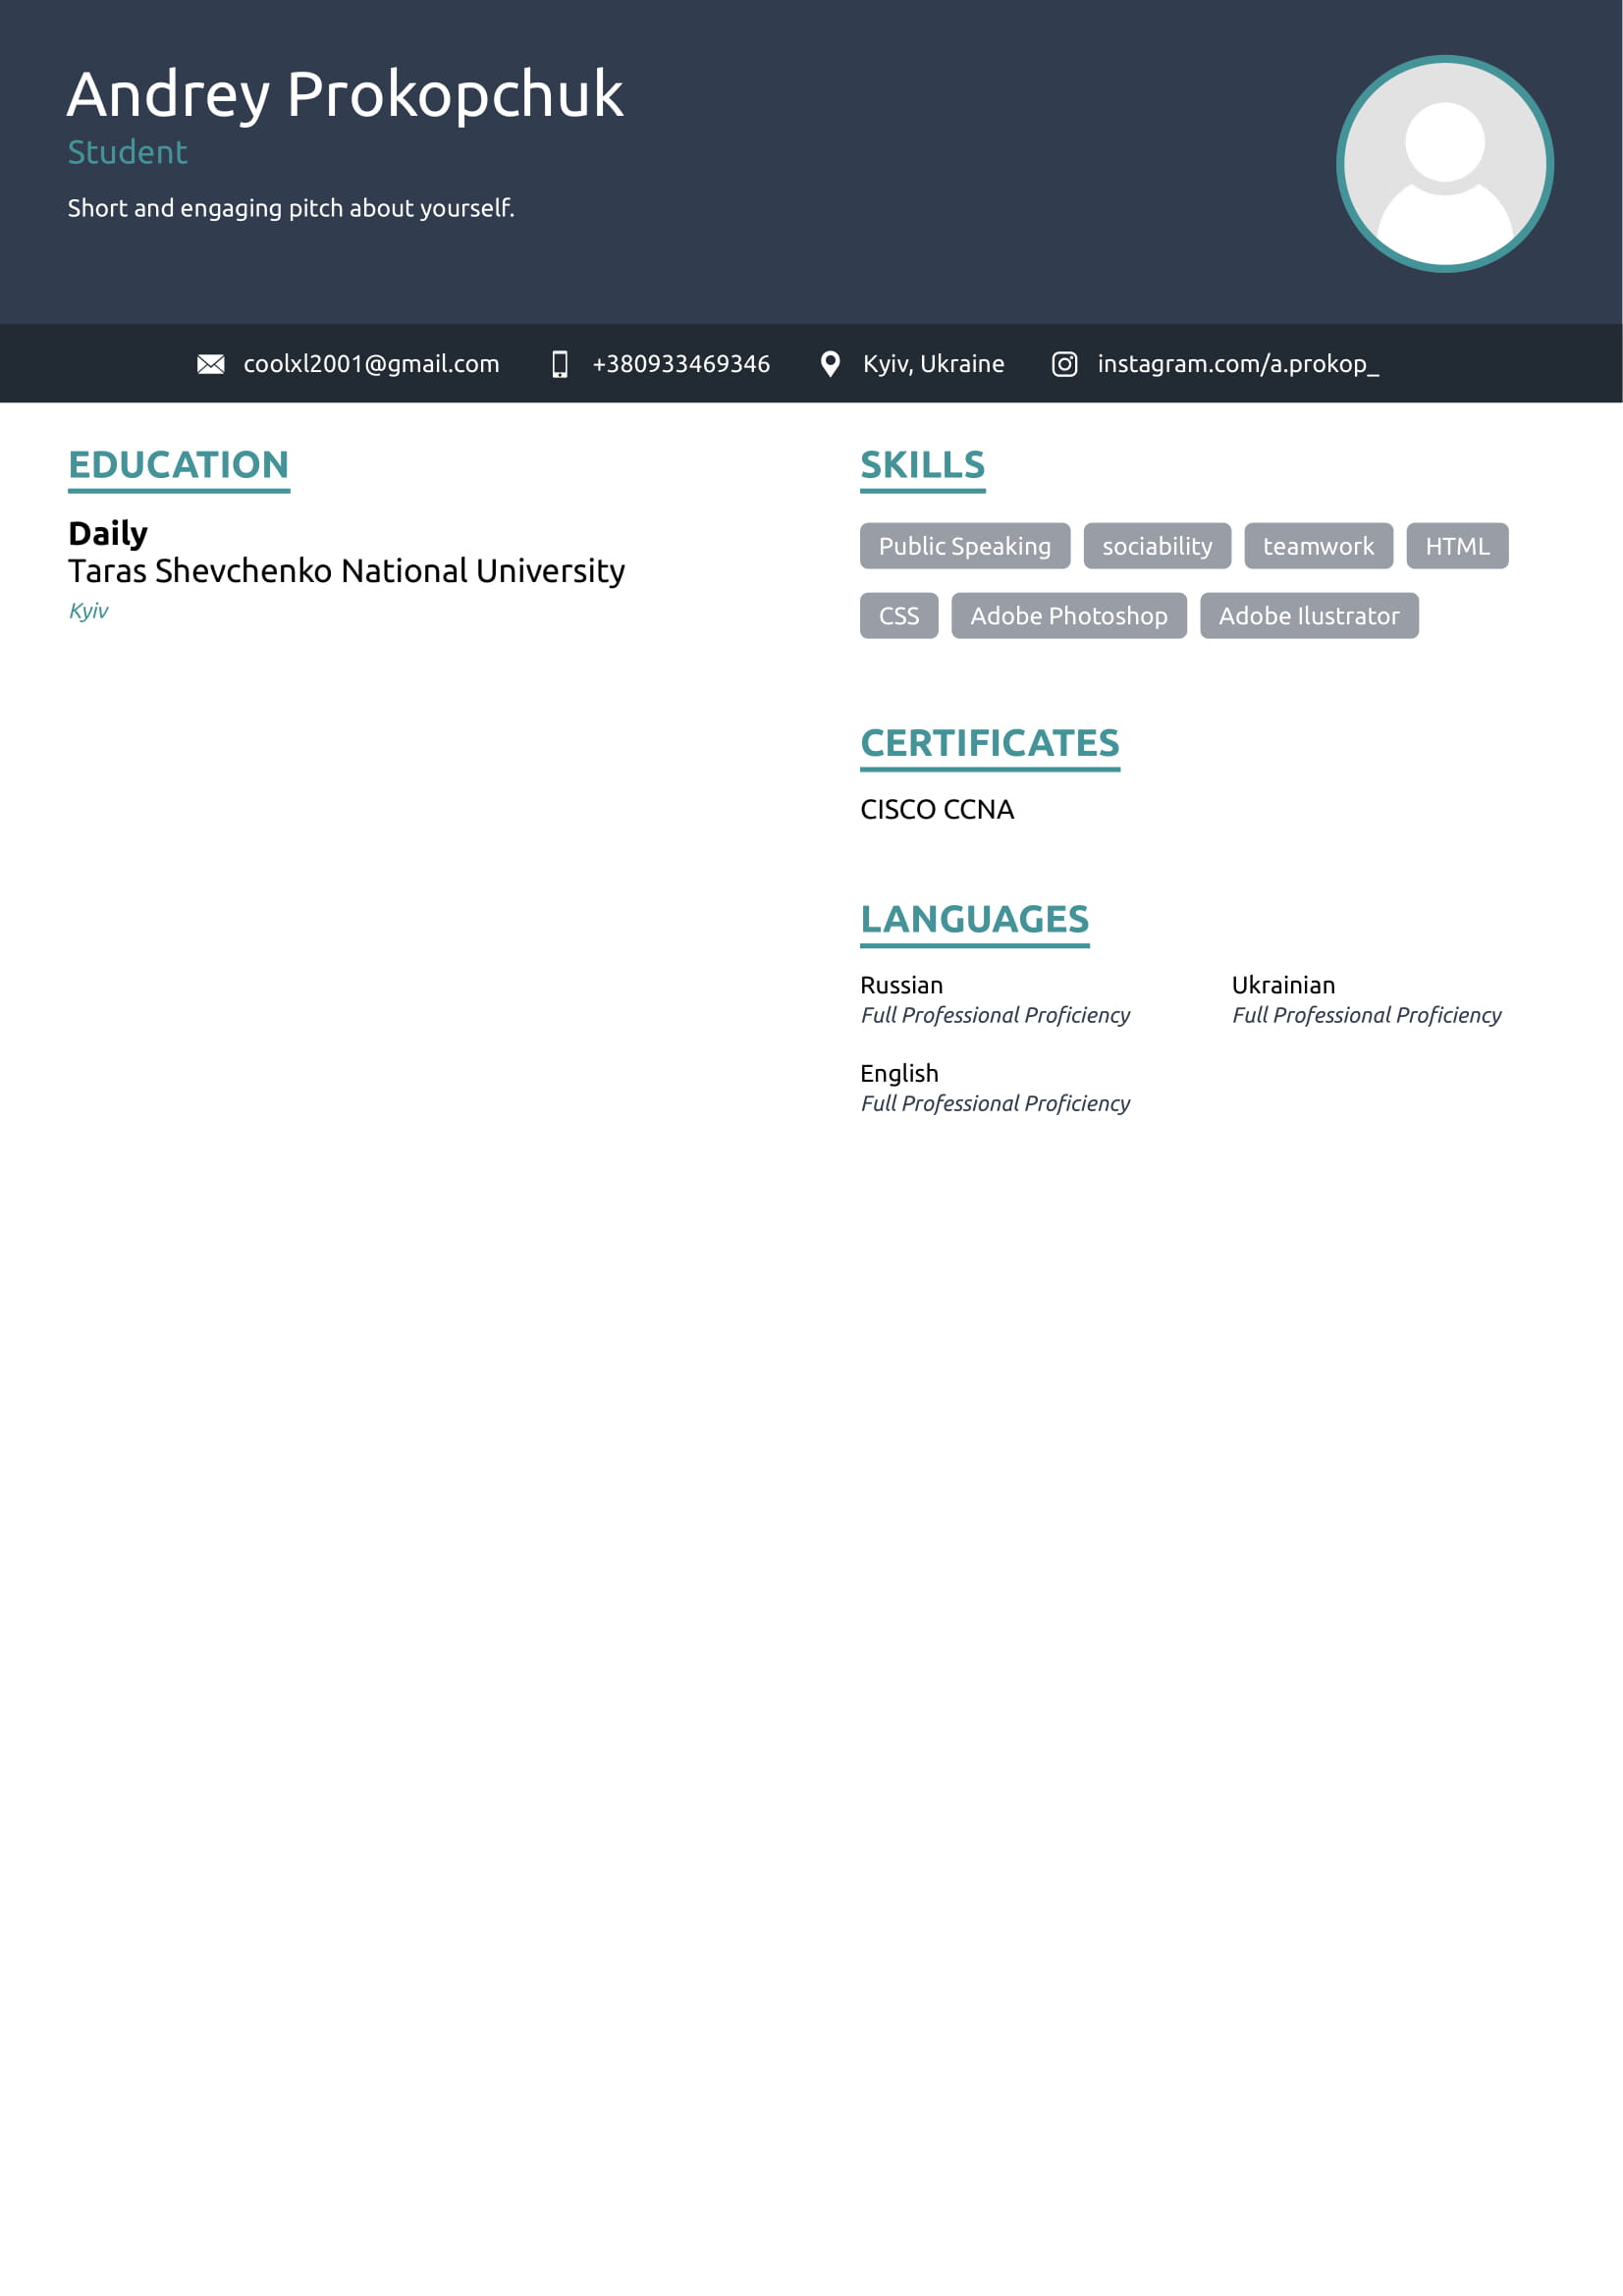 Andrey Prokopchuk
Student
Short and engaging pitch about yourself.
coolxl2001@gmail.com +380933469346 Kyiv, Ukraine instagram.com/a.prokop_
EDUCATION
Daily
Taras Shevchenko National University
Kyiv
SKILLS
Public Speaking sociability teamwork HTML
CSS Adobe Photoshop Adobe Ilustrator
CERTIFICATES
CISCO CCNA
LANGUAGES
Russian Ukrainian
Full Professional Proficiency Full Professional Proficiency
English
Full Professional Proficiency